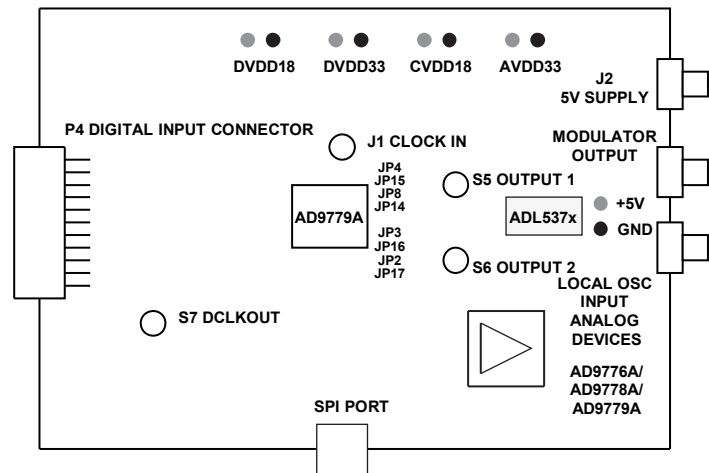 DVDD18
DVDD33
CVDD18
AVDD33
J2
5V SUPPLY
P4 DIGITAL INPUT CONNECTOR
J1 CLOCK IN
MODULATOR
OUTPUT
JP4
JP15
JP8
JP14
S5 OUTPUT 1
AD9779A
ADL537x
+5V
GND
JP3
JP16
JP2
JP17
S6 OUTPUT 2
LOCAL OSC
INPUT
ANALOG
DEVICES
S7 DCLKOUT
AD9776A/
AD9778A/
AD9779A
SPI PORT